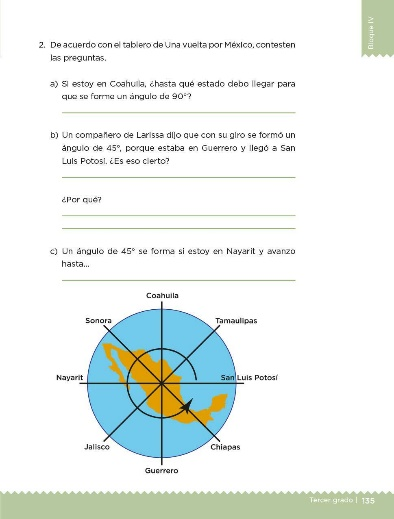 Bloque IV
2. De acuerdo con el tablero de Una vuelta por México, contesten
las preguntas.
a) Si estoy en Coahuila, ¿hasta qué estado debo llegar para
que se forme un ángulo de 90°?
b) Un compañero de Larissa dijo que con su giro se formó un
ángulo de 45°, porque estaba en Guerrero y llegó a San
Luis Potosí. ¿Es eso cierto?
¿Por qué?
c) Un ángulo de 45° se forma si estoy en Nayarit y avanzo
hasta...
Coahuila
Sonora
Tamaulipas
Nayarit
San Luis Potosí
Jalisco
Chiapas
Guerrero
Tercer grado | 135